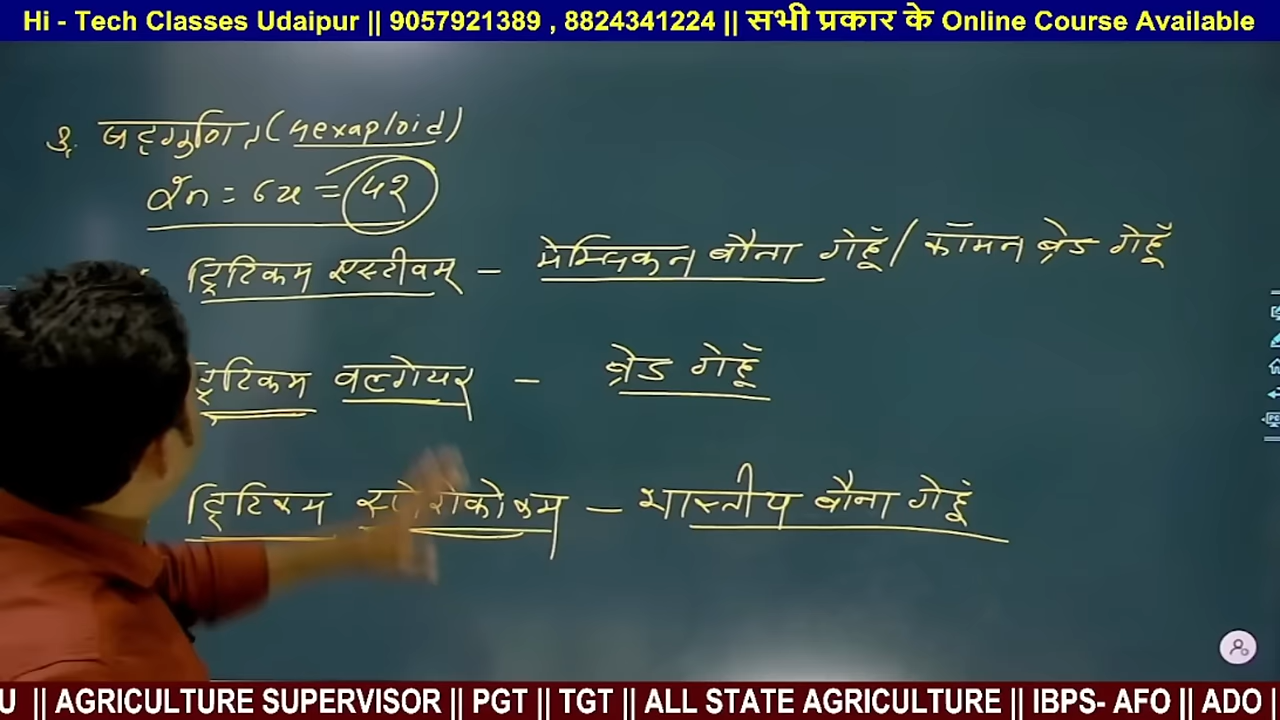 Hi - Tech Classes Udaipur || 9057921389 , 8824341224 || सभी प्रकार के Online Course Available
3. षट्गुणित (Hexaploid)
2n = 6x = 42
ट्रिटिकम एस्टीवम् – मेक्सिकन बौना गेहूँ / कॉमन ब्रेड गेहूँ
ट्रिटिकम वल्गेयर – ब्रेड गेहूँ
ट्रिटिकम – भारतीय बौना गेहूं
U || AGRICULTURE SUPERVISOR || PGT || TGT || ALL STATE AGRICULTURE || IBPS- AFO || ADO |